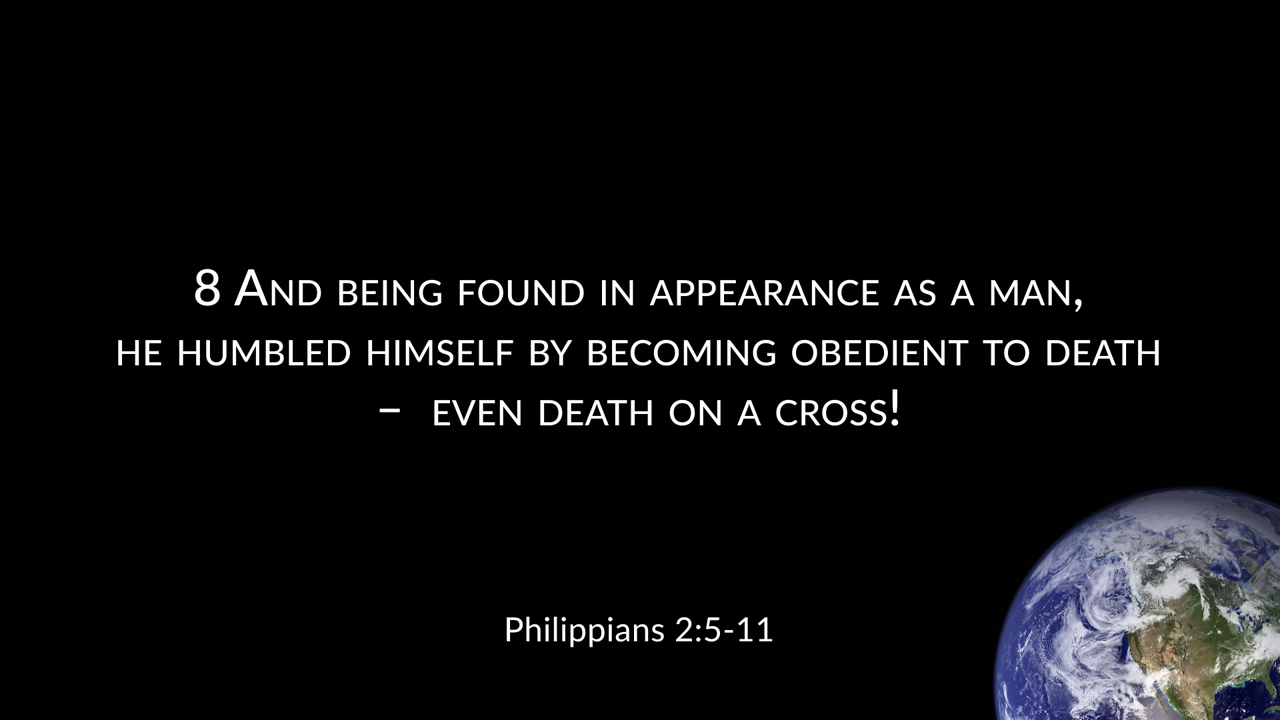 8 And being found in appearance as a man,
he humbled himself by becoming obedient to death
– even death on a cross!
Philippians 2:5-11